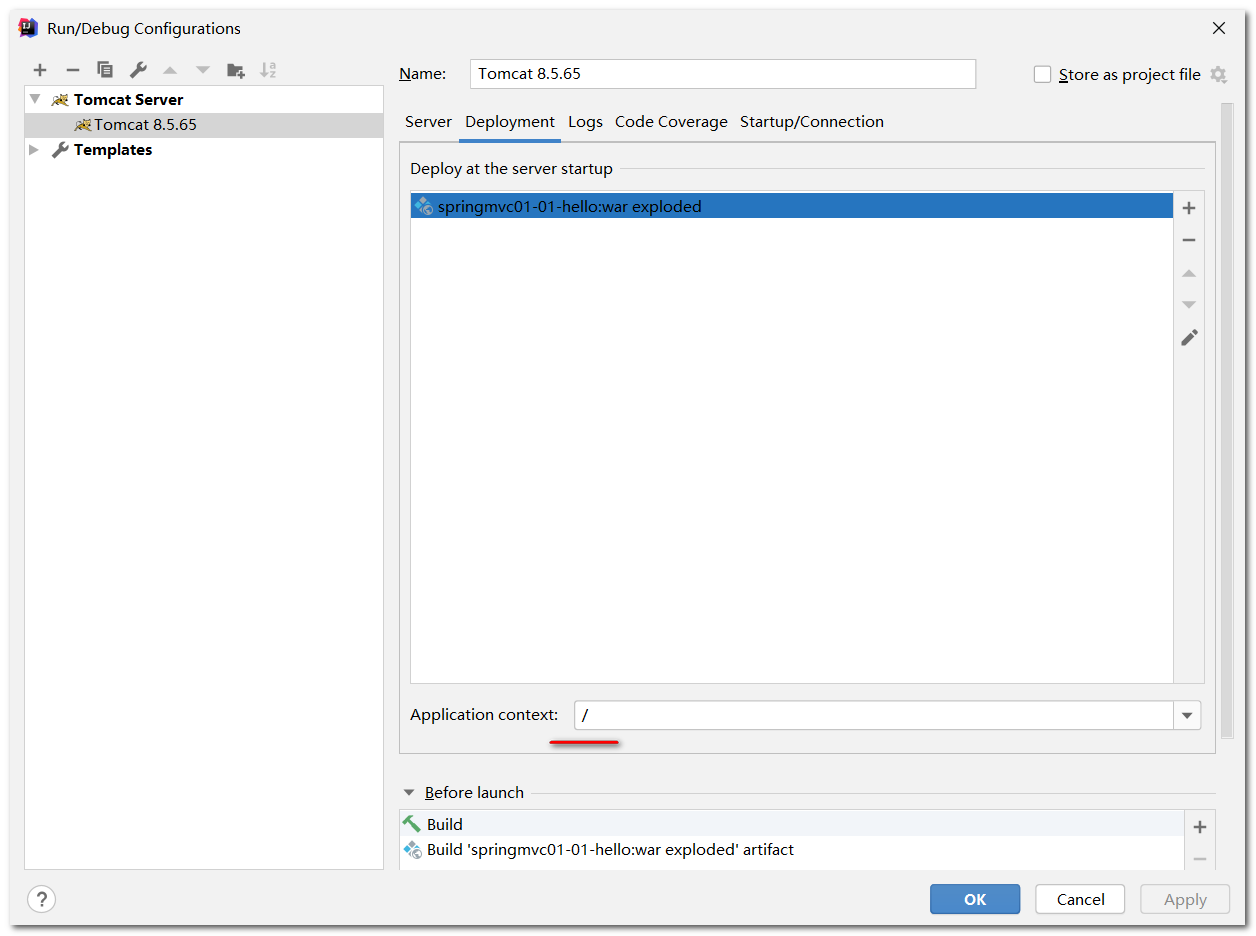 Run/Debug Configurations
Name: Tomcat 8.5.65
Store as project file
Tomcat Server
Tomcat 8.5.65
Templates
Server Deployment Logs Code Coverage Startup/Connection
Deploy at the server startup
springmvc01-01-hello:war exploded
Application context: /
Before launch
Build
Build 'springmvc01-01-hello:war exploded' artifact
? OK Cancel Apply